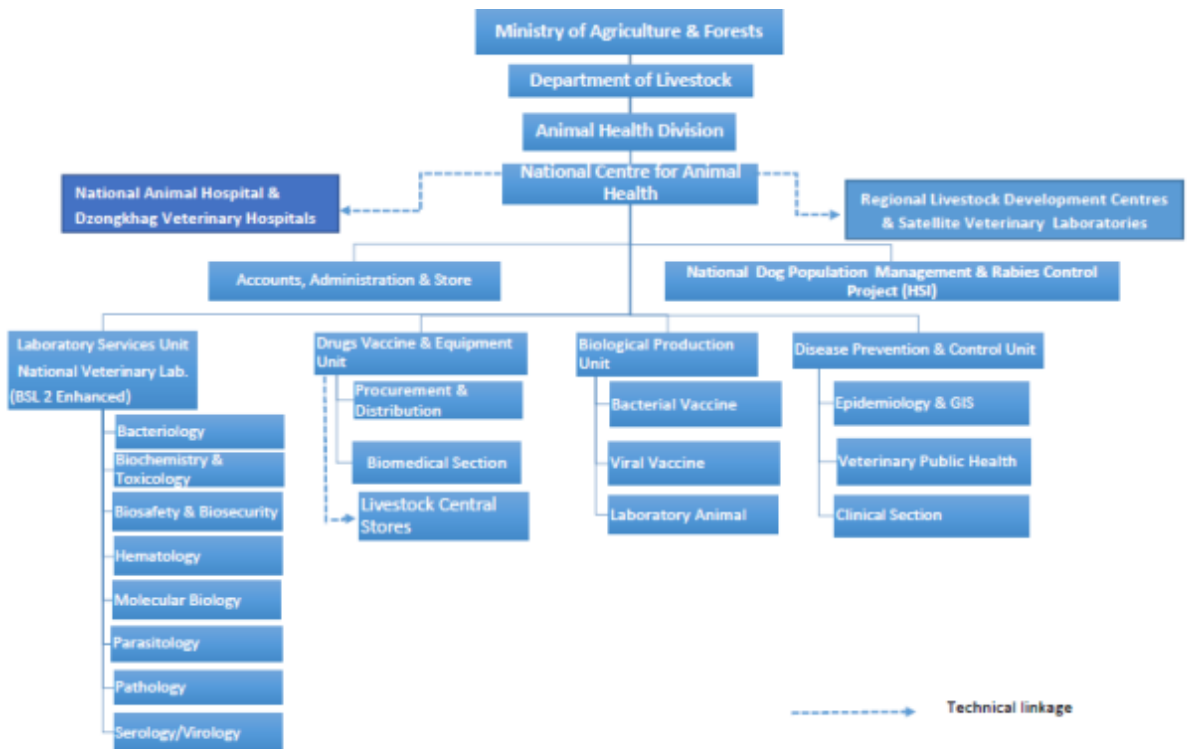 Ministry of Agriculture & Forests
Department of Livestock
Animal Health Division
National Centre for Animal
Health
National Animal Hospital &
Dzongkhag Veterinary Hospitals
Regional Livestock Development Centres
& Satellite Veterinary Laboratories
Accounts, Administration & Store
National Dog Population Management & Rabies Control
Project (HSI)
Laboratory Services Unit
National Veterinary Lab.
(BSL 2 Enhanced)
Bacteriology
Biochemistry &
Toxicology
Biosafety & Biosecurity
Hematology
Molecular Biology
Parasitology
Pathology
Serology/Virology
Drugs Vaccine & Equipment
Unit
Procurement &
Distribution
Biomedical Section
Livestock Central
Stores
Biological Production
Unit
Bacterial Vaccine
Viral Vaccine
Laboratory Animal
Disease Prevention & Control Unit
Epidemiology & GIS
Veterinary Public Health
Clinical Section
Technical linkage